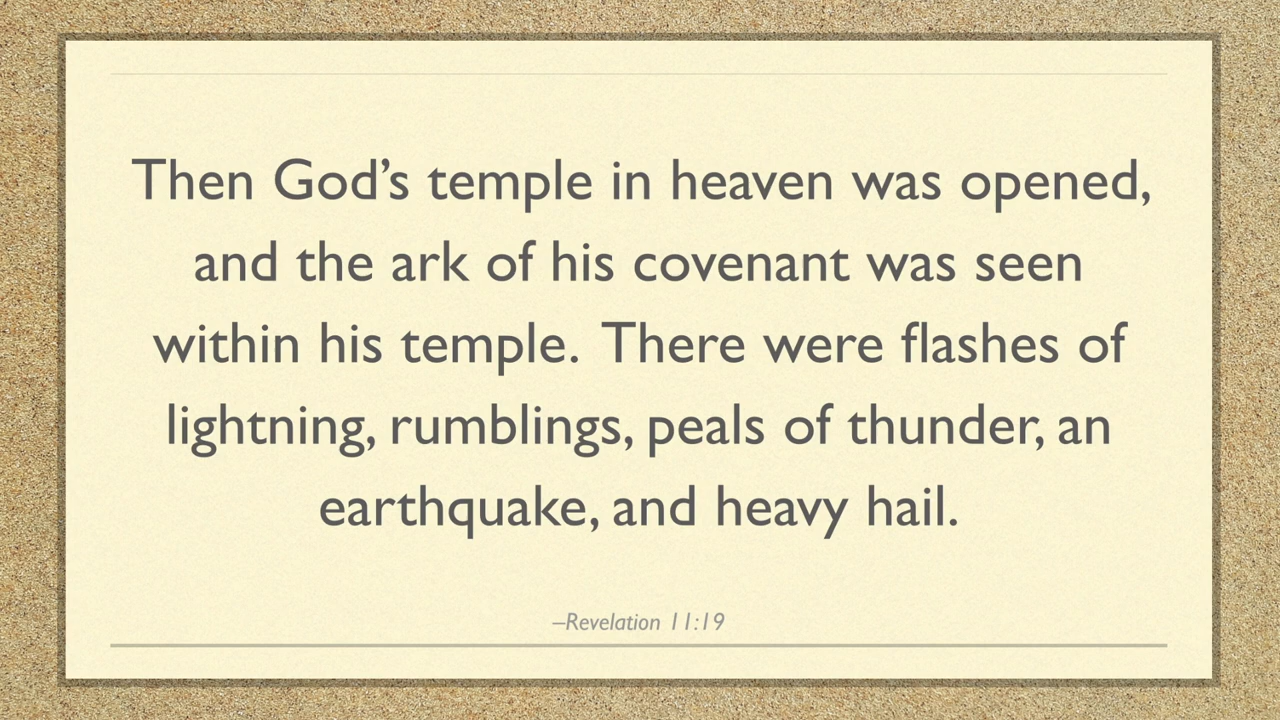 Then God’s temple in heaven was opened,
and the ark of his covenant was seen
within his temple. There were flashes of
lightning, rumblings, peals of thunder, an
earthquake, and heavy hail.
–Revelation 11:19